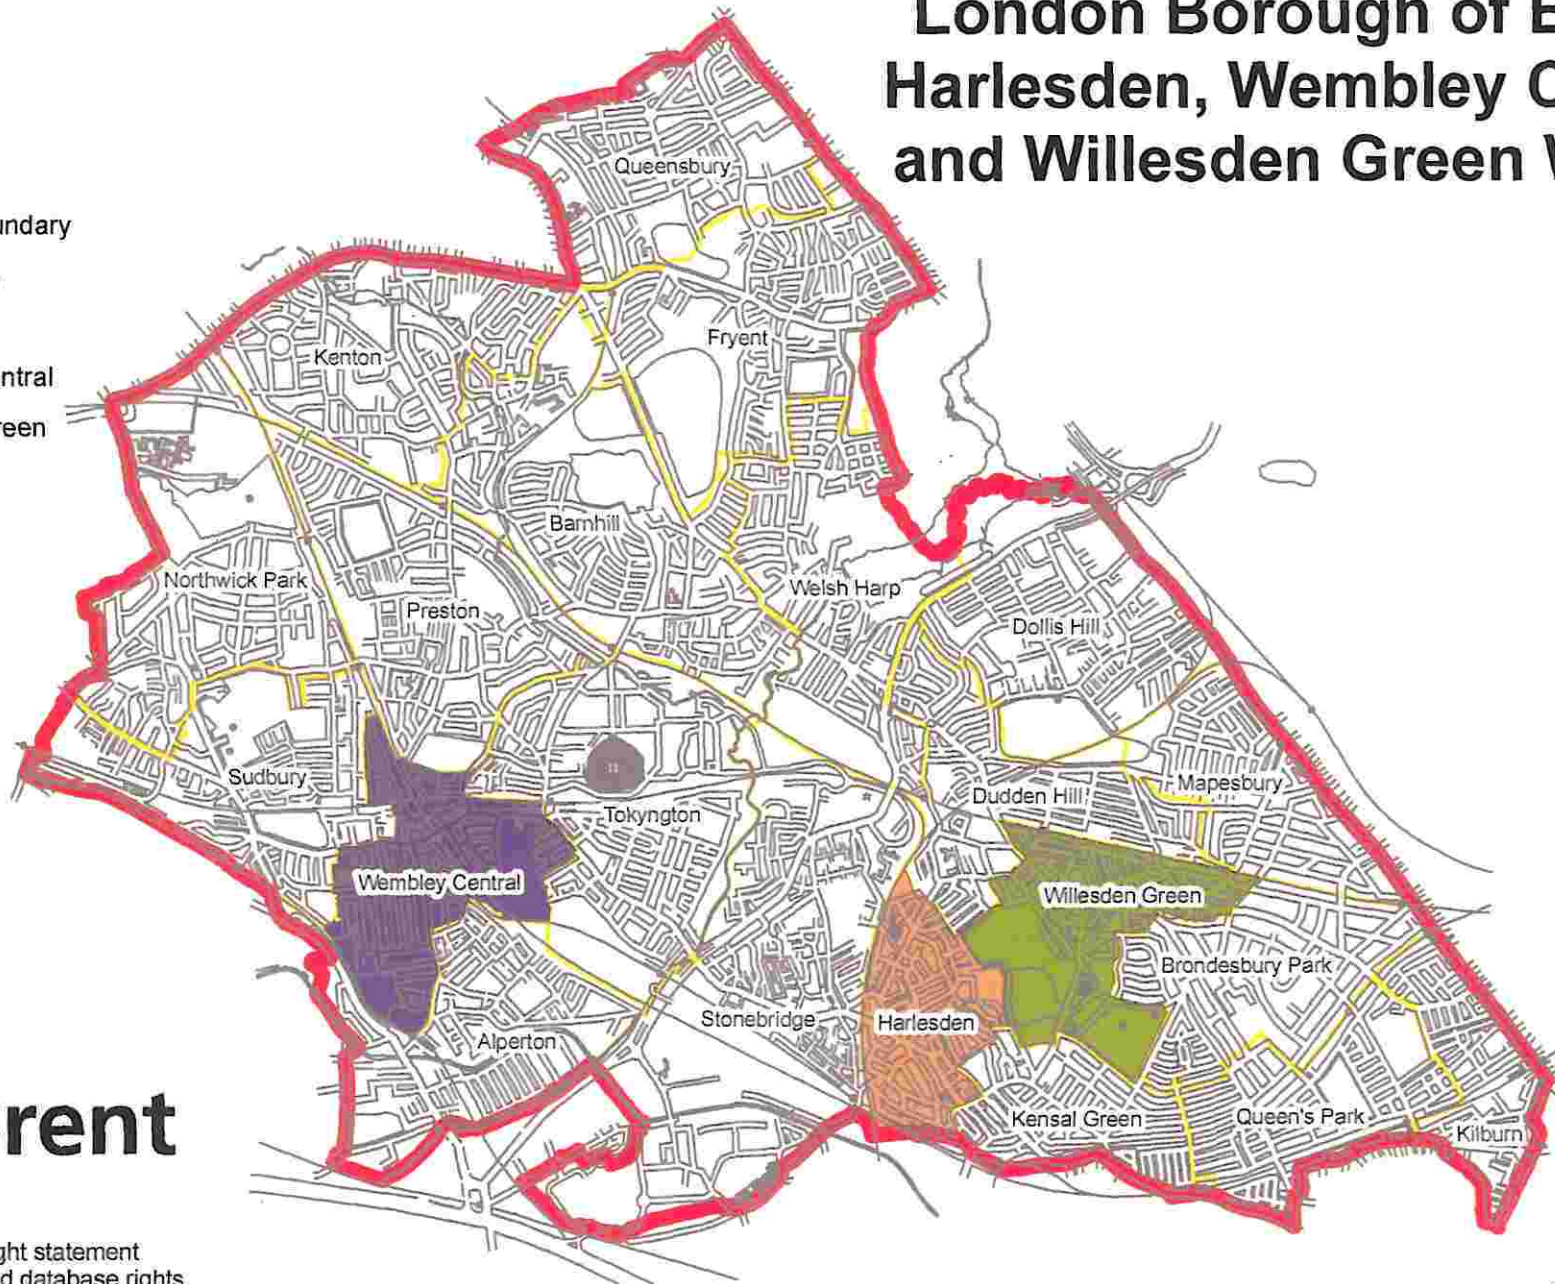 London Borough of
Harlesden, Wembley
and Willesden Green
undary
ntral
reen
Queensbury
Fryent
Kenton
Barnhill
Northwick Park
Preston
Welsh Harp
Dollis Hill
Sudbury
Tokyngton
Dudden Hill
Mapesbury
Wembley Central
Willesden Green
Brondesbury Park
Stonebridge
Harlesden
Alperton
Kensal Green
Queen's Park
Kilburn
rent
ght statement
d database rights